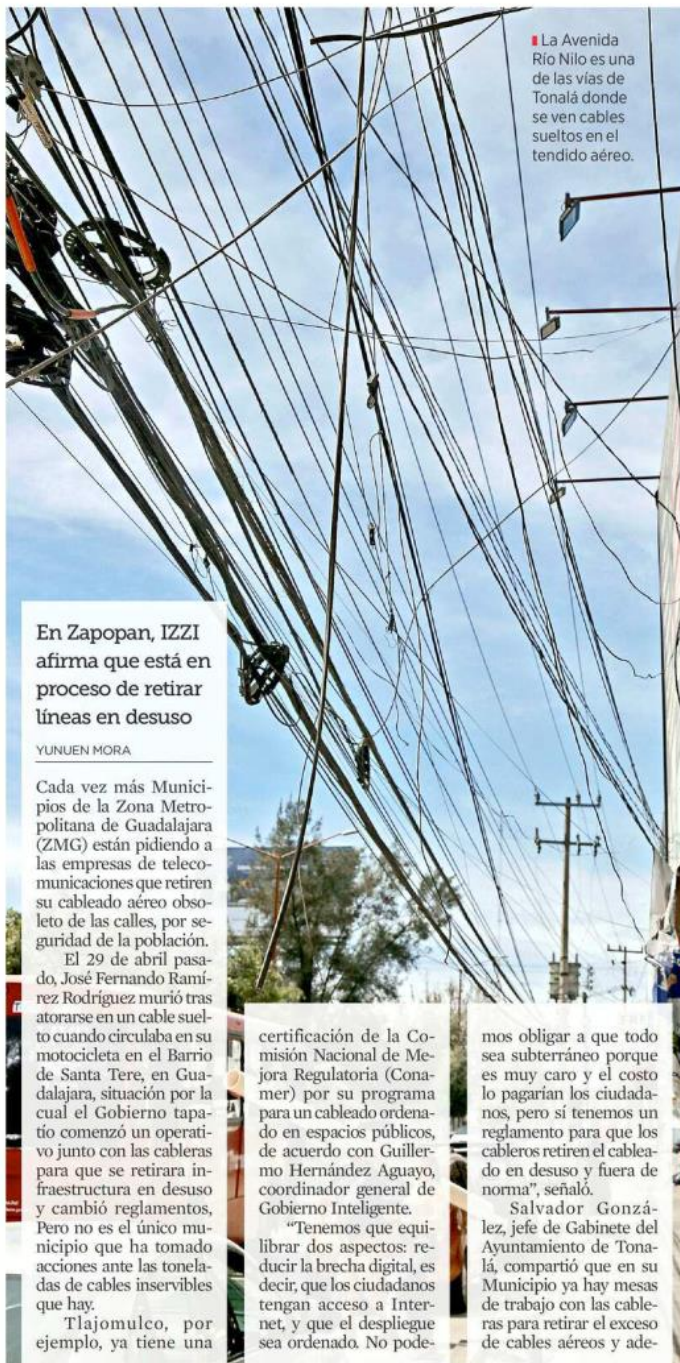 La Avenida
Río Nilo es una
de las vías de
Tonalá donde
se ven cables
sueltos en el
tendido aéreo.
En Zapopan, IZZI
afirma que está en
proceso de retirar
líneas en desuso
YUNUEN MORA
Cada vez más Munici-
pios de la Zona Metro-
politana de Guadalajara
(ZMG) están pidiendo a
las empresas de teleco-
municaciones que retiren
su cableado aéreo obso-
leto de las calles, por se-
guridad de la población.
El 29 de abril pasa-
do, José Fernando Ramí-
rez Rodríguez murió tras
atorarse en un cable suel-
to cuando circulaba en su
motocicleta en el Barrio
de Santa Tere, en Gua-
dalajara, situación por la
cual el Gobierno tapa-
tío comenzó un operati-
vo junto con las cableras
para que se retirara in-
fraestructura en desuso
y cambió reglamentos,
Pero no es el único mu-
nicipio que ha tomado
acciones ante las tonela-
das de cables inservibles
que hay.
Tlajomulco, por
ejemplo, ya tiene una
certificación de la Co-
misión Nacional de Me-
jora Regulatoria (Cona-
mer) por su programa
para un cableado ordena-
do en espacios públicos,
de acuerdo con Guiller-
mo Hernández Aguayo,
coordinador general de
Gobierno Inteligente.
"Tenemos que equi-
librar dos aspectos: re-
ducir la brecha digital, es
decir, que los ciudadanos
tengan acceso a Inter-
net, y que el despliegue
sea ordenado. No pode-
mos obligar a que todo
sea subterráneo porque
es muy caro y el costo
lo pagarían los ciudada-
nos, pero sí tenemos un
reglamento para que los
cableros retiren el cablea-
do en desuso y fuera de
norma", señaló.
Salvador Gonzá-
lez, jefe de Gabinete del
Ayuntamiento de Tona-
lá, compartió que en su
Municipio ya hay mesas
de trabajo con las cable-
ras para retirar el exceso
de cables aéreos y ade-